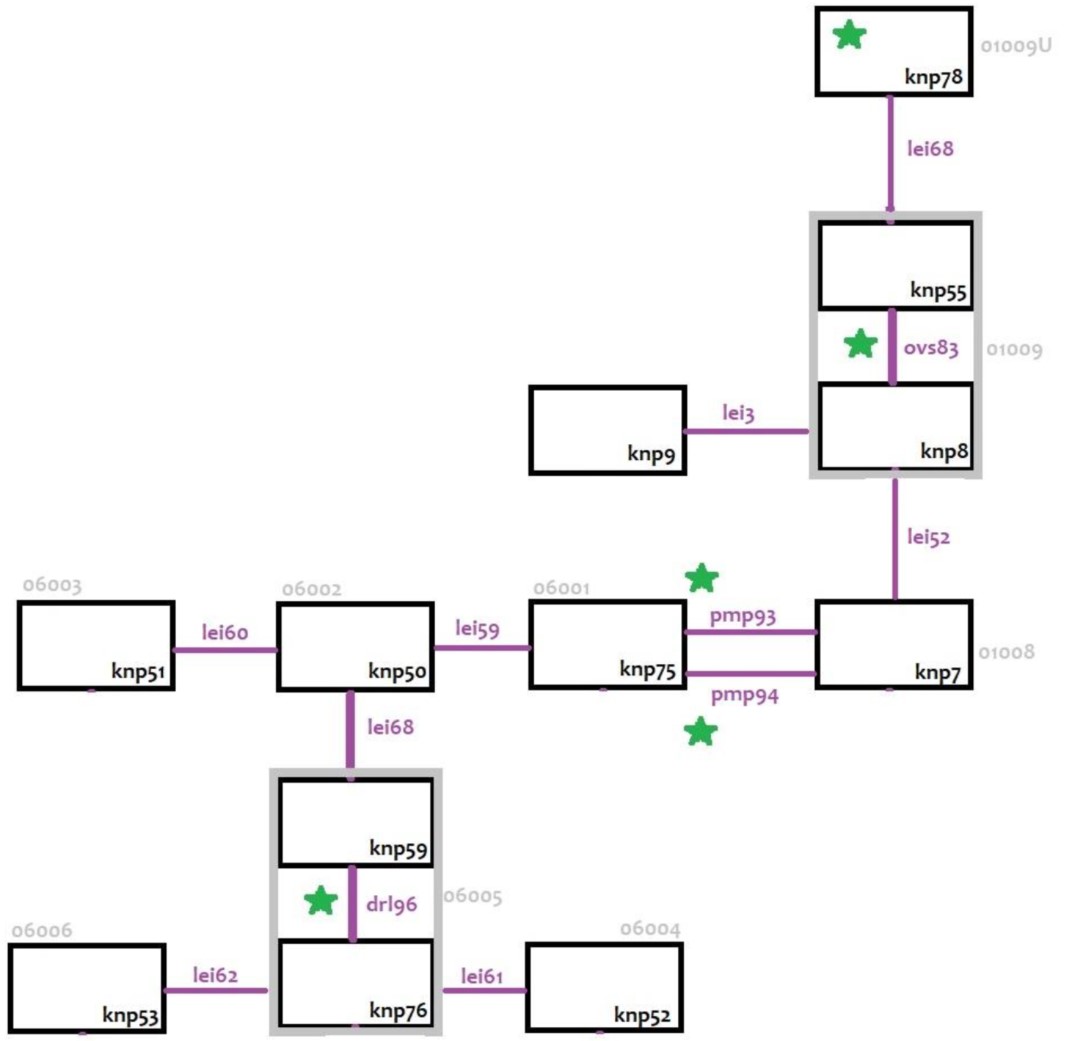 01009U
knp78
lei68
knp55
ovs83
01009
lei3
knp9
knp8
lei52
06003
06002
06001
pmp93
lei60
lei59
knp51
knp50
knp75
knp7
01008
pmp94
lei68
knp59
drl96
06005
06006
06004
lei62
lei61
knp53
knp76
knp52